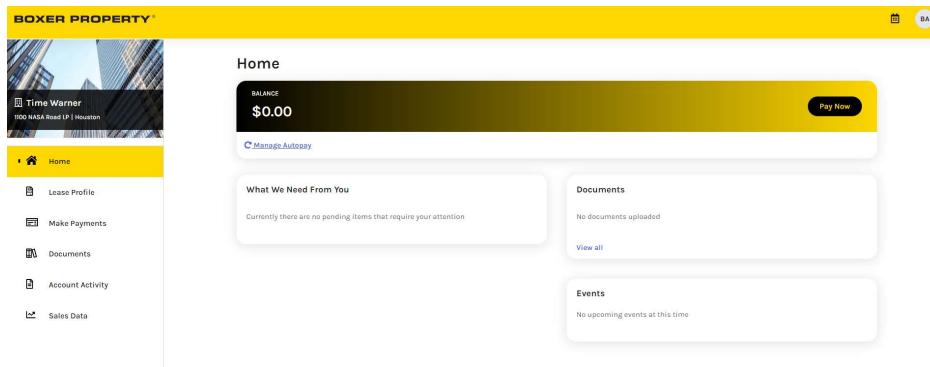 BOXER PROPERTY®
BA
Time Warner
1100 NASA Road LP | Houston
Home
Lease Profile
Make Payments
Documents
Account Activity
Sales Data
Home
BALANCE
$0.00
Pay Now
Manage Autopay
What We Need From You
Currently there are no pending items that require your attention
Documents
No documents uploaded
View all
Events
No upcoming events at this time